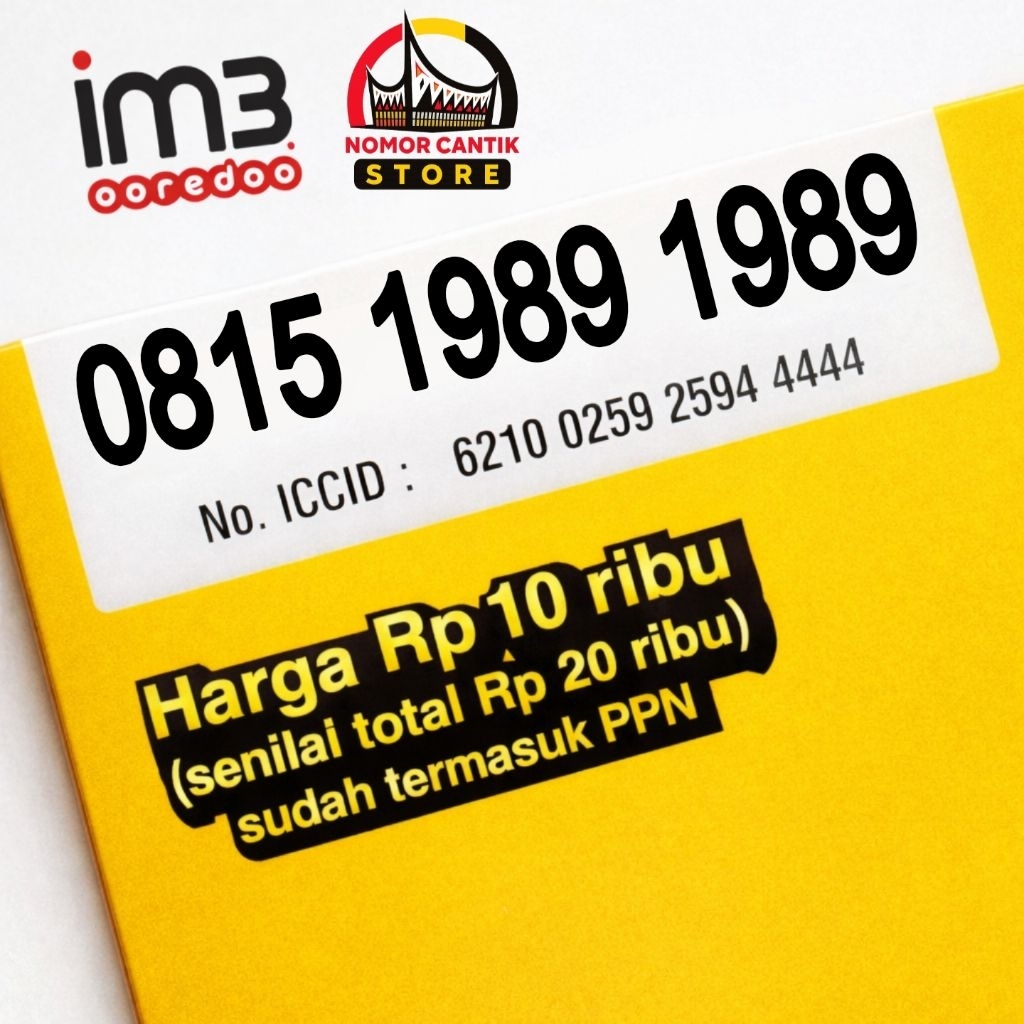 im3
ooredoo
NOMOR CANTIK
STORE
0815 1989 1989
No. ICCID : 6210 0259 2594 4444
Harga Rp 10 ribu
(senilai total Rp 20 ribu)
sudah termasuk PPN